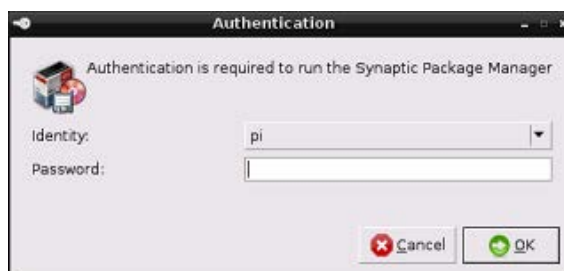 Authentication
Authentication is required to run the Synaptic Package Manager
Identity:
pi
Password:
Cancel
OK